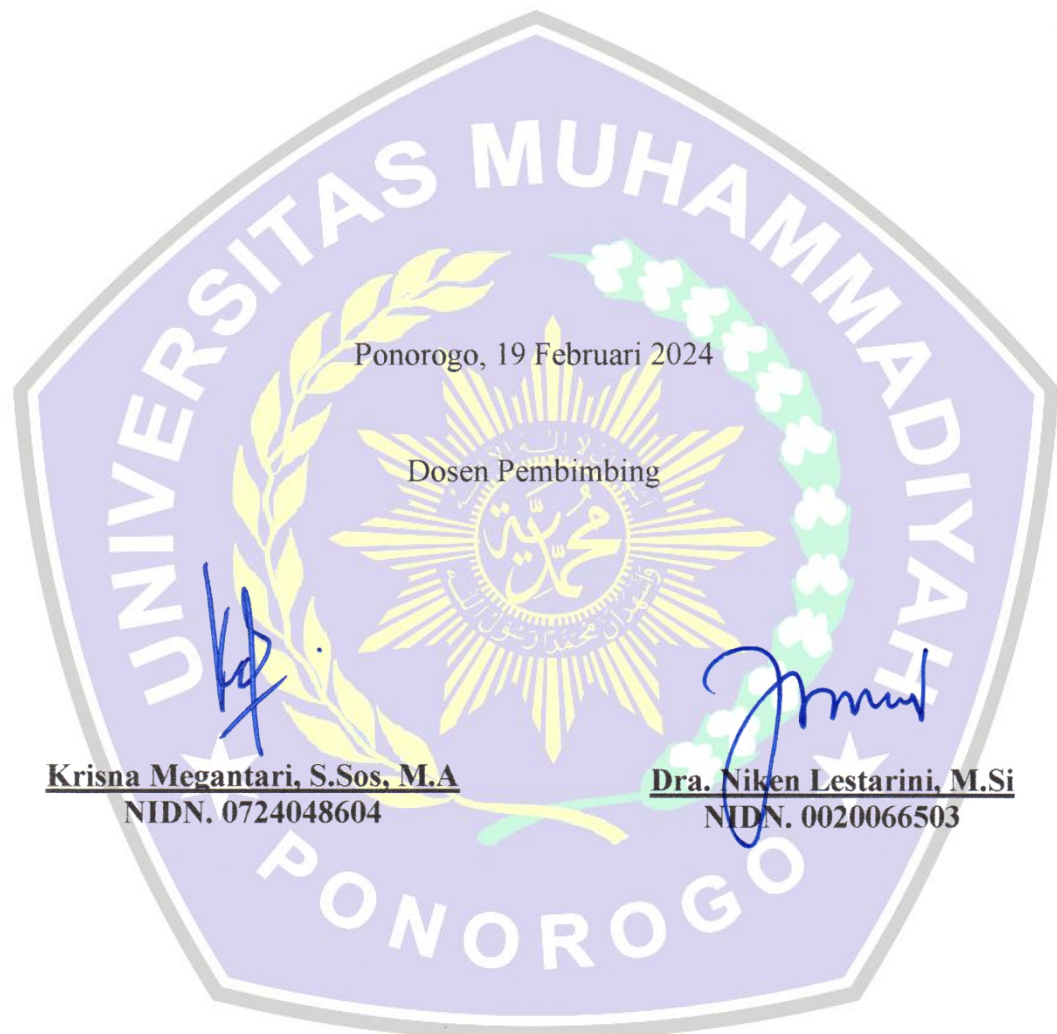 UNIVERSITAS MUHAMMADIYAH
Ponorogo, 19 Februari 2024
Dosen Pembimbing
محمدية
Krisna Megantari, S.Sos, M.A
NIDN. 0724048604
Dra. Niken Lestarini, M.Si
NIDN. 0020066503
PONOROGO